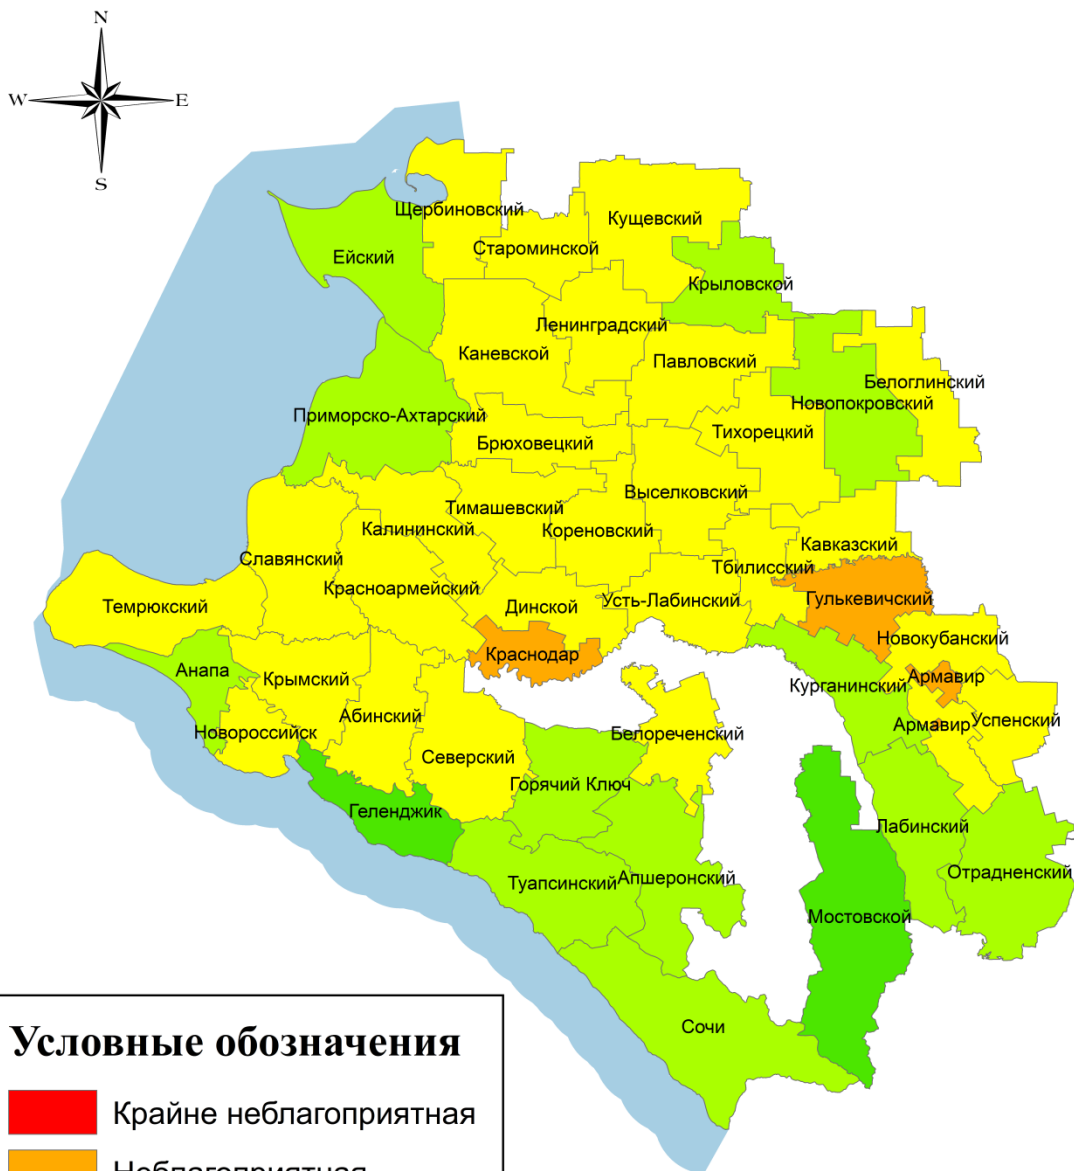 N
W E
S
Щербиновский
Кущевский
Староминской
Ейский
Крыловской
Ленинградский
Каневской
Павловский
Белоглинский
Новопокровский
Приморско-Ахтарский
Тихорецкий
Брюховецкий
Выселковский
Тимашевский
Калининский
Кореновский
Кавказский
Славянский
Тбилисский
Красноармейский
Гулькевичский
Усть-Лабинский
Темрюкский
Динской
Новокубанский
Краснодар
Анапа
Крымский
Армавир
Курганинский
Абинский
Успенский
Армавир
Новороссийск
Белореченский
Северский
Горячий Ключ
Геленджик
Лабинский
Отрадненский
Туапсинский
Апшеронский
Мостовской
Сочи
Условные обозначения
Крайне неблагоприятная
Неблагоприятная